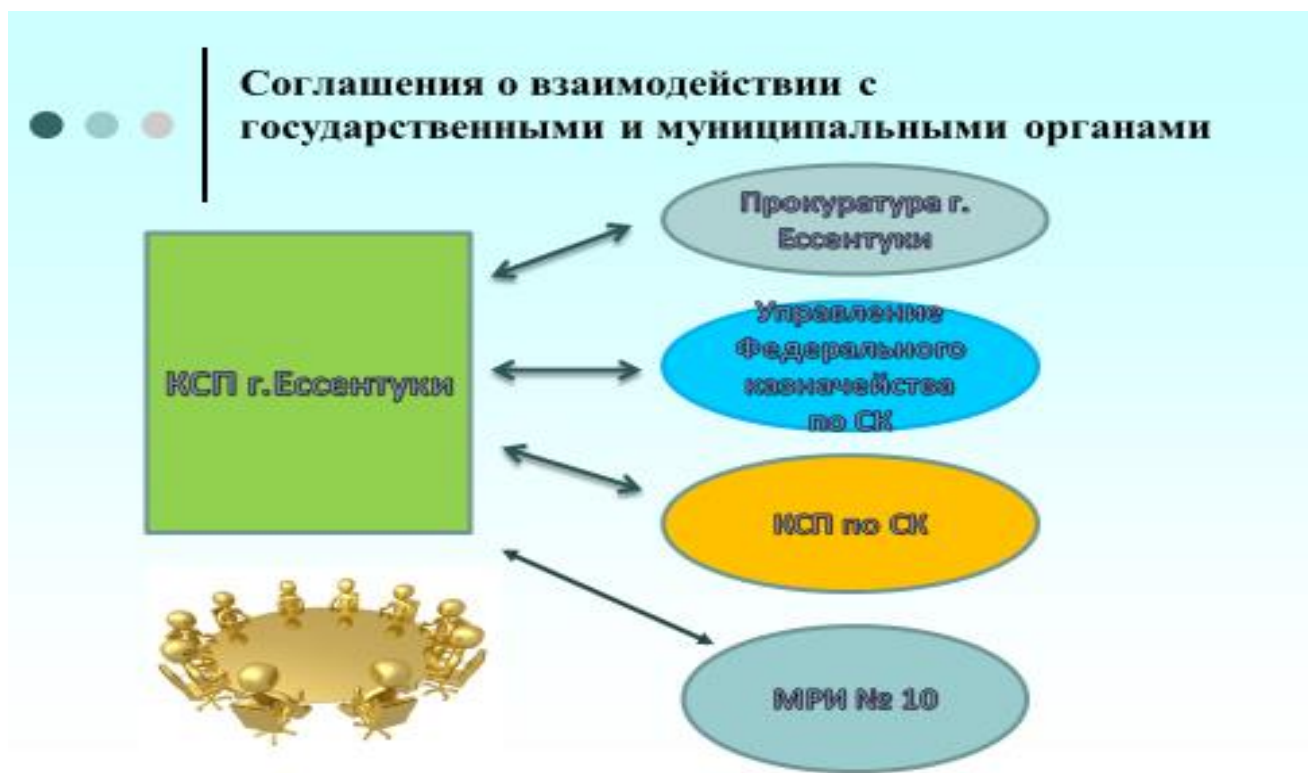 Соглашения о взаимодействии с
государственными и муниципальными органами
Прокуратура г.
Ессентуки
Управление
Федерального
казначейства
по СК
КСП г.Ессентуки
КСП по СК
МРИ № 10